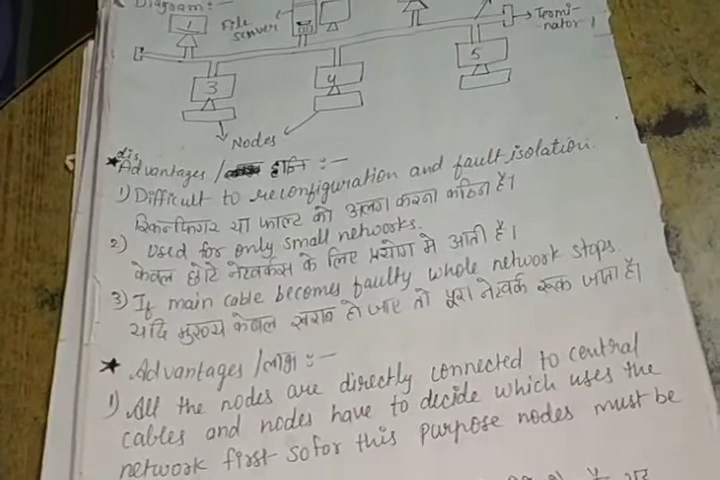 Diagram:-
1
File
server
Termi-
nator
3
4
5
Nodes
* disAdvantages / हानि :-
1) Difficult to reconfiguration and fault isolation.
रिकन्फिगर या फाल्ट को अलग करना कठिन है।
2) used for only small networks.
केवल छोटे नेटवर्कस के लिए प्रयोग मे आती है।
3) If main cable becomes faulty whole network stops.
यदि मुख्य केबल खराब हो जाए तो पूरा नेटवर्क रूक जाता है।
* Advantages / लाभ :-
1) All the nodes are directly connected to central
cables and nodes have to decide which uses the
network first sofor this purpose nodes must be